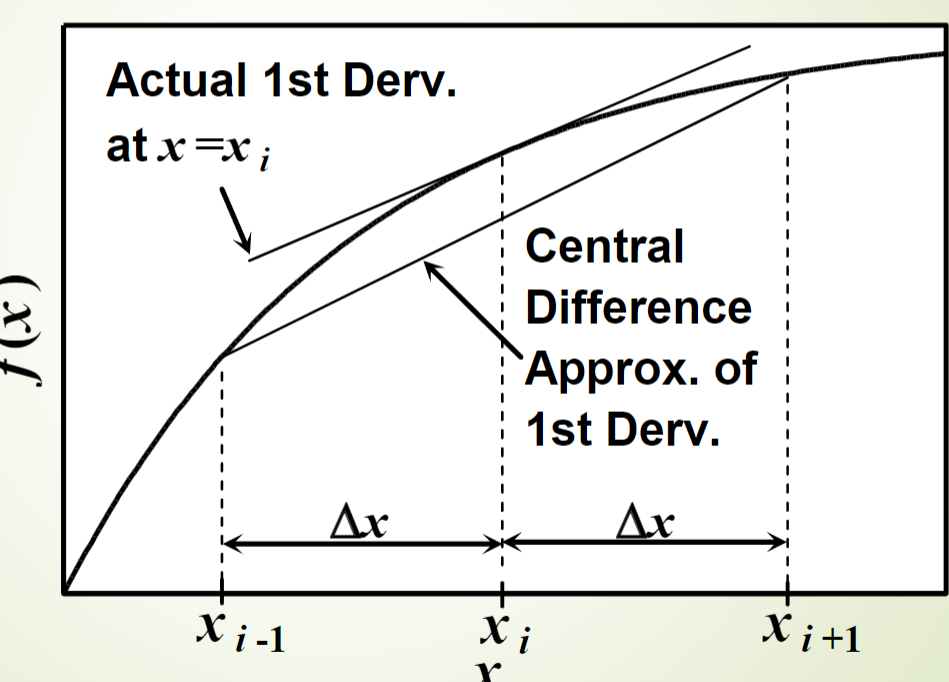 Actual 1st Derv.
at x=x i
f(x)
Central
Difference
Approx. of
1st Derv.
Δx
Δx
x i-1
x i
x i+1
x